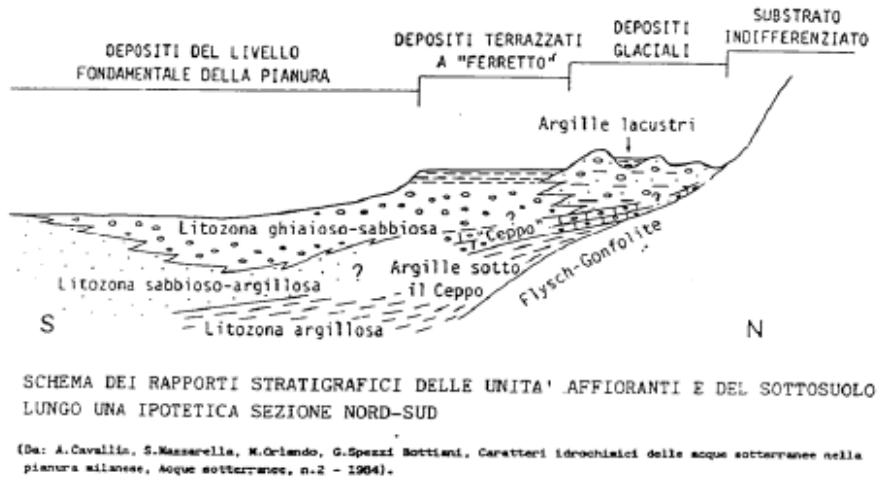 DEPOSITI DEL LIVELLO
FONDAMENTALE DELLA PIANURA
DEPOSITI TERRAZZATI
A "FERRETTO"
DEPOSITI
GLACIALI
SUBSTRATO
INDIFFERENZIATO
Argille lacustri
Litozona ghiaioso-sabbiosa
?
"Ceppo"
?
Litozona sabbioso-argillosa
?
Argille sotto
il Ceppo
Flysch-Gonfolite
Litozona argillosa
S
N
SCHEMA DEI RAPPORTI STRATIGRAFICI DELLE UNITA' AFFIORANTI E DEL SOTTOSUOLO
LUNGO UNA IPOTETICA SEZIONE NORD-SUD
(Da: A.Cavallin, S.Mazzarella, M.Orlando, G.Spezzi Bottiani, Caratteri idrochimici delle acque sotterranee nella
pianura milanese, Acque sotterranee, n.2 - 1984).